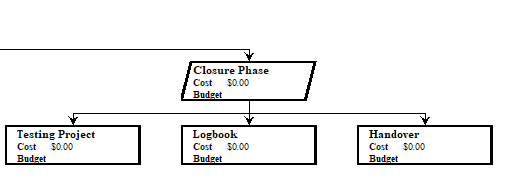 Closure Phase
Cost $0.00
Budget
Testing Project
Cost $0.00
Budget
Logbook
Cost $0.00
Budget
Handover
Cost $0.00
Budget